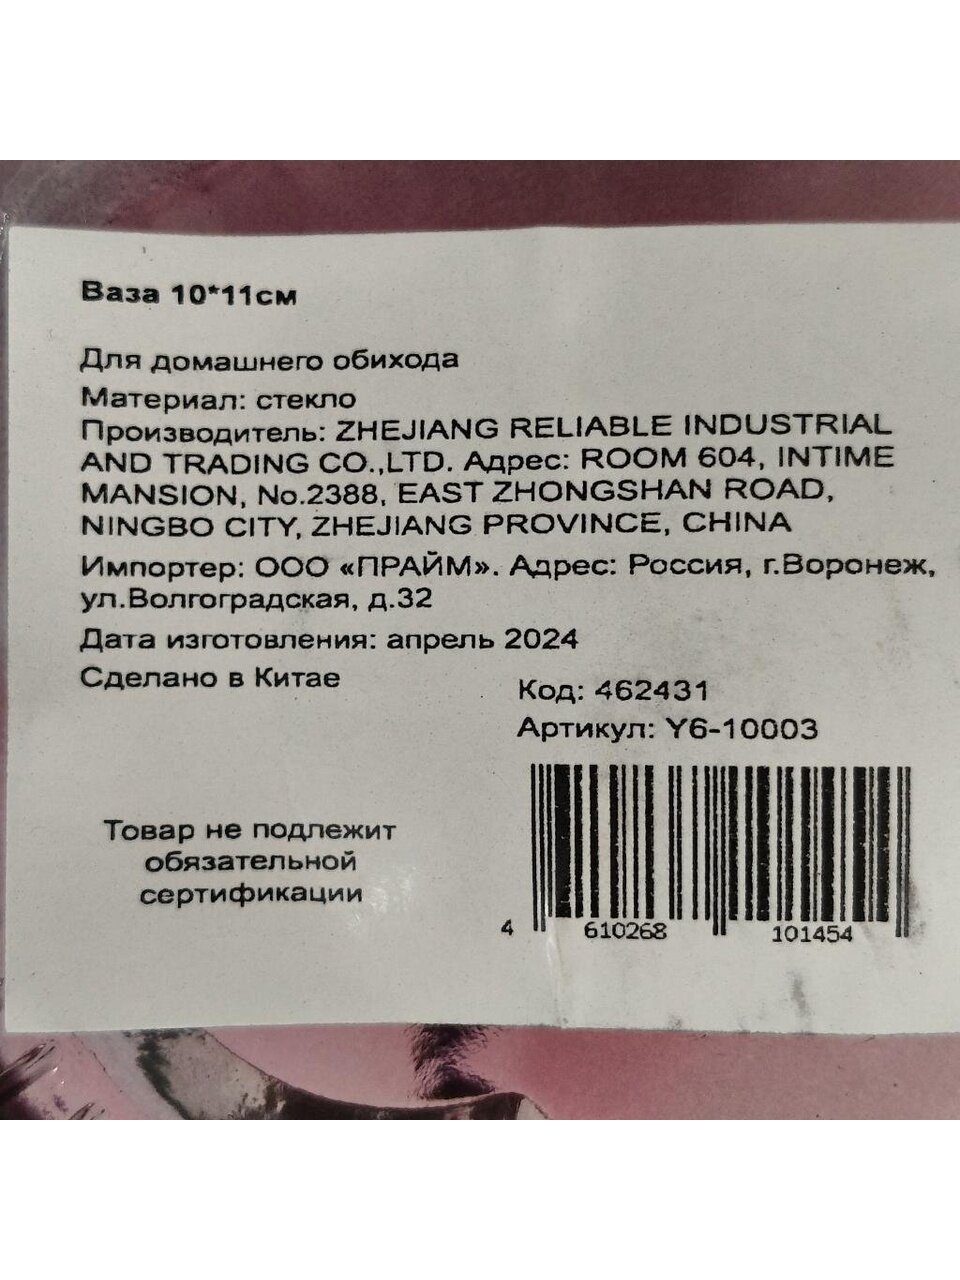 Ваза 10*11см
Для домашнего обихода
Материал: стекло
Производитель: ZHEJIANG RELIABLE INDUSTRIAL
AND TRADING CO.,LTD. Адрес: ROOM 604, INTIME
MANSION, No.2388, EAST ZHONGSHAN ROAD,
NINGBO CITY, ZHEJIANG PROVINCE, CHINA
Импортер: ООО «ПРАЙМ». Адрес: Россия, г.Воронеж,
ул.Волгоградская, д.32
Дата изготовления: апрель 2024
Сделано в Китае
Код: 462431
Артикул: Y6-10003
Товар не подлежит
обязательной
сертификации
4 610268 101454